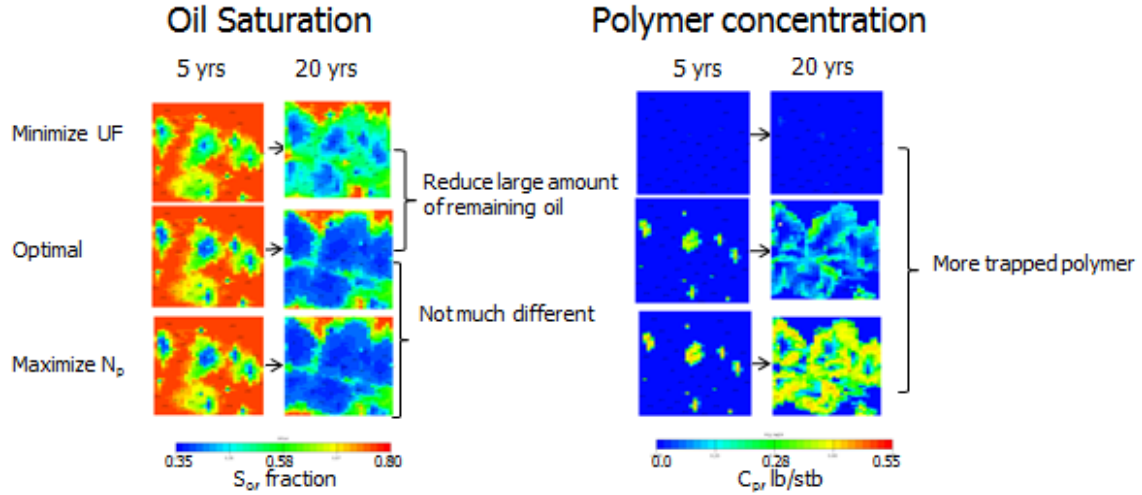 Oil Saturation
Polymer concentration
5 yrs
20 yrs
5 yrs
20 yrs
Minimize UF
Reduce large amount
of remaining oil
Optimal
More trapped polymer
Not much different
Maximize Np
0.35
0.58
0.80
So, fraction
0.0
0.28
0.55
Cp, lb/stb